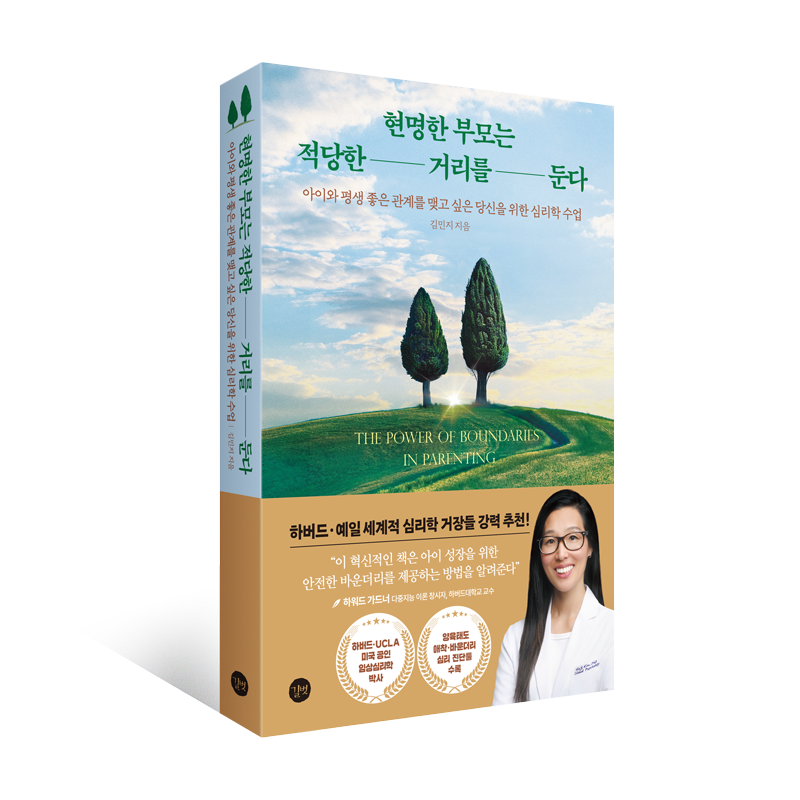 현명한 부모는
적당한 거리를 둔다
아이와 평생 좋은 관계를 맺고 싶은 당신을 위한 심리학 수업
김민지 지음
THE POWER OF BOUNDARIES
IN PARENTING
하버드·예일 세계적 심리학 거장들 강력 추천!
“이 혁신적인 책은 아이 성장을 위한
안전한 바운더리를 제공하는 방법을 알려준다”
하워드 가드너 다중지능 이론 창시자, 하버드대학교 교수
하버드·UCLA
미국 공인
임상심리학
박사
양육태도
애착·바운더리
심리 진단툴
수록
현명한 부모는 적당한 거리를 둔다
아이와 평생 좋은 관계를 맺고 싶은 당신을 위한 심리학 수업
김민지 지음
길벗